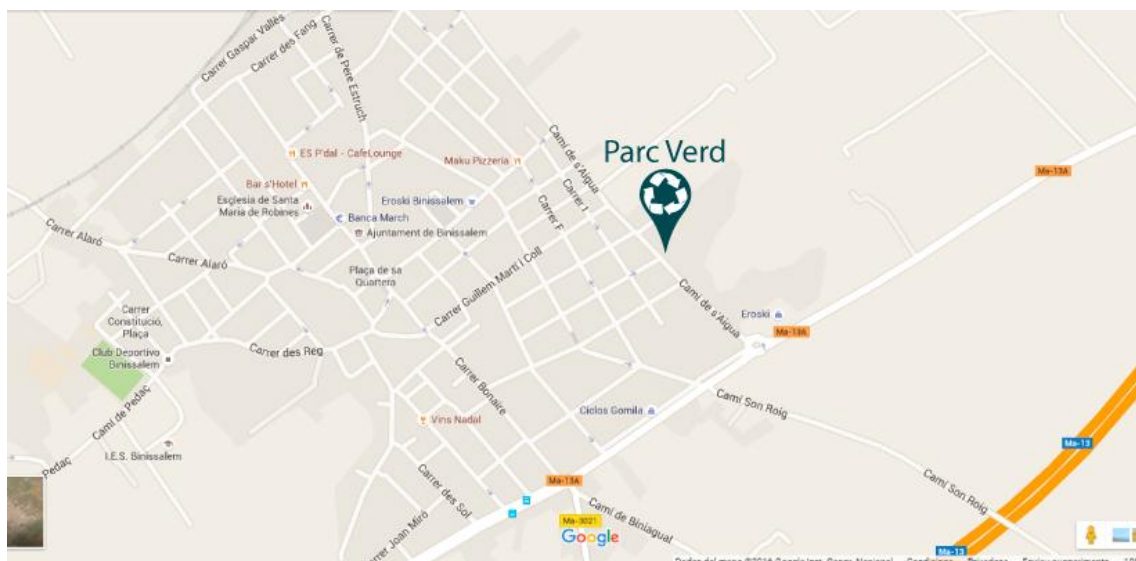 Carrer Gaspar Vallès
Carrer des Fang
Carrer de Pere Estruch
Camí de s'Aigua
Parc Verd
Ma-13A
ES P'dal - CafeLounge
Maku Pizzeria
Carrer J
Bar s'Hotel
Església de Santa
Maria de Robines
Eroski Binissalem
Carrer F
Banca March
Ajuntament de Binissalem
Carrer Alaró
Carrer Alaró
Plaça de sa
Quartera
Carrer Guillem Martí i Coll
Camí de s'Aigua
Carrer
Constitució,
Plaça
Eroski
Ma-13A
Club Deportivo
Binissalem
Carrer des Reg
Carrer Bonaire
Camí de Pedaç
Vins Nadal
Ciclos Gomila
Camí Son Roig
I.E.S. Binissalem
Pedaç
Ma-13
Carrer des Sol
Ma-13A
Camí Son Roig
Carrer Joan Miró
Ma-3021
Camí de Biniagual
Google
Ma-13